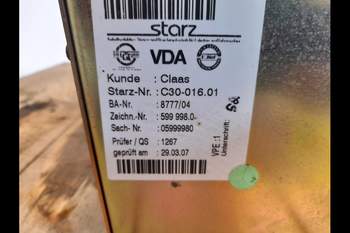 starz
VDA
Kunde : Claas
Starz-Nr. : C30-016.01
BA-Nr. : 8777/04
Zeichn.-Nr. : 599 998.0-
Sach-Nr. : 05999980
Prüfer / QS : 1267
geprüft am : 29.03.07
VPE :1
Unterschrift: